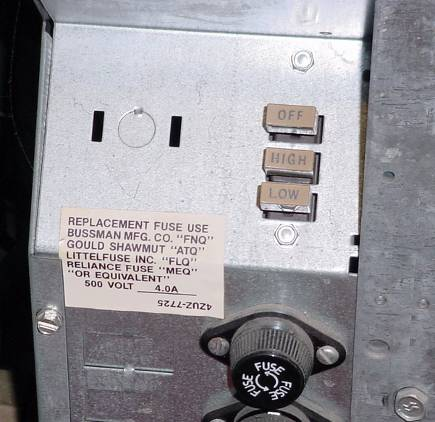 OFF
HIGH
LOW
REPLACEMENT FUSE USE
BUSSMAN MFG. CO. "FNQ"
GOULD SHAWMUT "ATQ"
LITTELFUSE INC. "FLQ"
RELIANCE FUSE "MEQ"
"OR EQUIVALENT"
500 VOLT 4.0A
4ZUZ-7725
FUSE
FUSE
FUSE